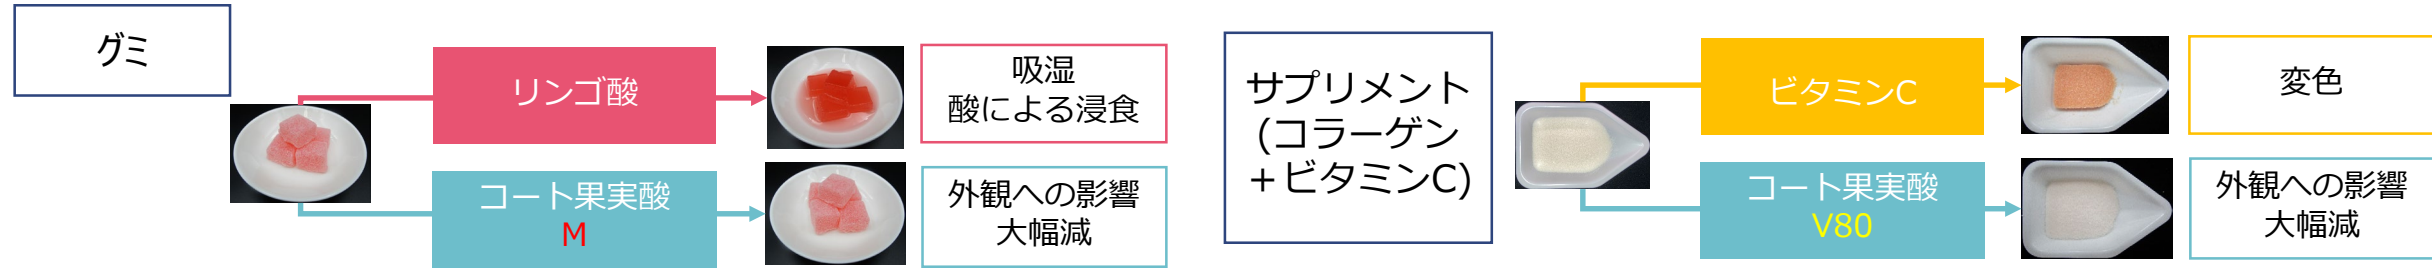 グミ
リンゴ酸
吸湿
酸による浸食
コート果実酸
M
外観への影響
大幅減
サプリメント
(コラーゲン
＋ビタミンC)
ビタミンC
変色
コート果実酸
V80
外観への影響
大幅減